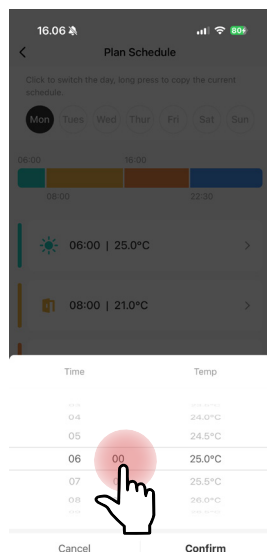 16.06 80
Plan Schedule
Click to switch the day, long press to copy the current
schedule.
Mon Tues Wed Thur Fri Sat Sun
06:00 16:00
08:00 22:30
06:00 | 25.0°C
08:00 | 21.0°C
Time Temp
04 24.0°C
05 24.5°C
06 00 25.0°C
07 25.5°C
08 26.0°C
Cancel Confirm